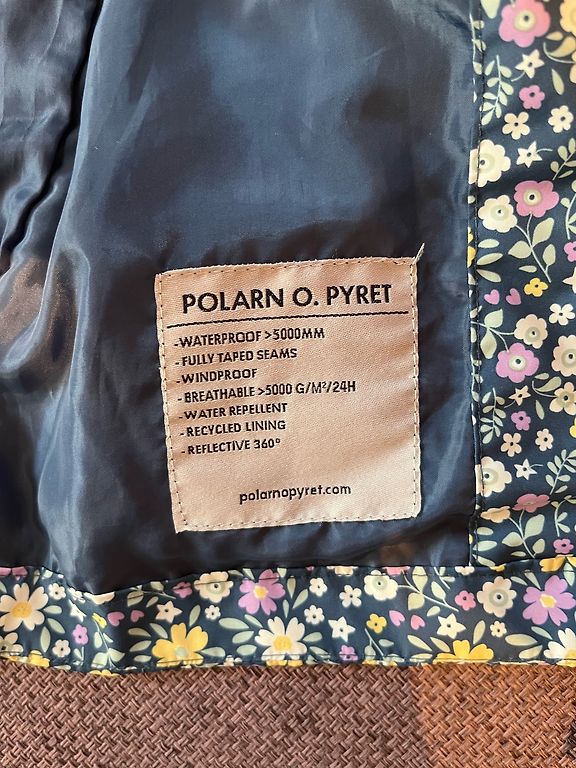 POLARN O. PYRET
-WATERPROOF >5000MM
-FULLY TAPED SEAMS
-WINDPROOF
-BREATHABLE >5000 G/M²/24H
-WATER REPELLENT
-RECYCLED LINING
-REFLECTIVE 360°
polarnopyret.com